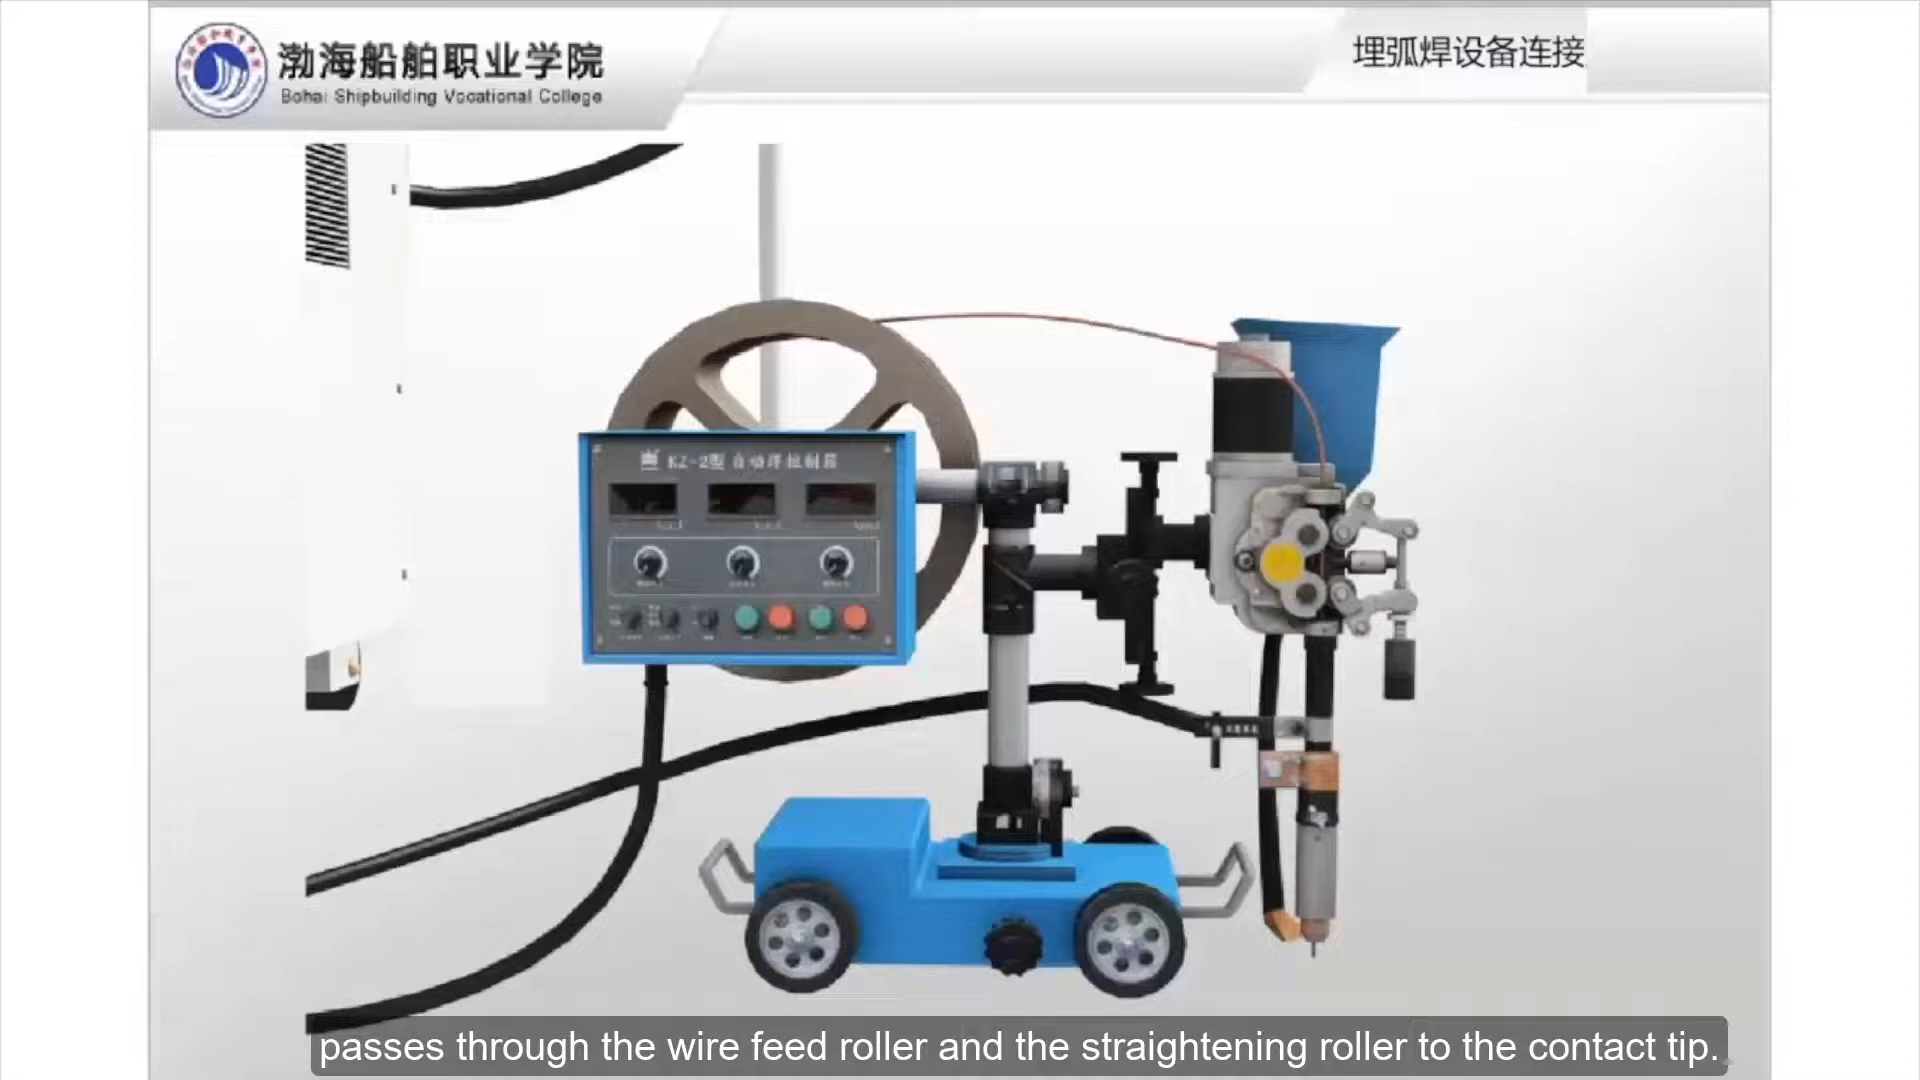 渤海船舶职业学院
Bohai Shipbuilding Vocational College
埋弧焊设备连接
KZ-2型 自动焊控制箱
passes through the wire feed roller and the straightening roller to the contact tip.